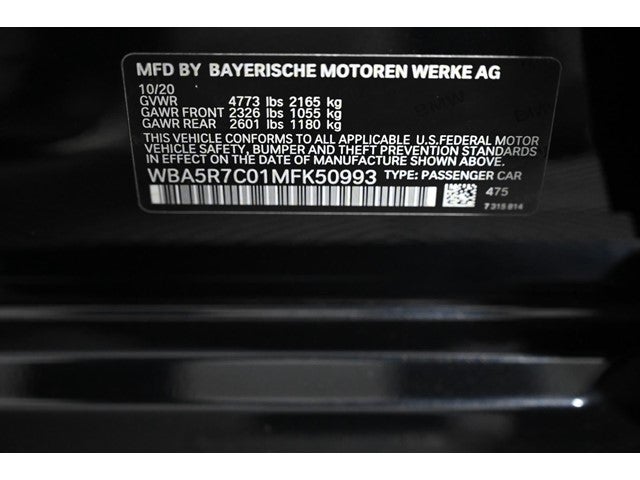 MFD BY BAYERISCHE MOTOREN WERKE AG
10/20
GVWR 4773 lbs 2165 kg
GAWR FRONT 2326 lbs 1055 kg
GAWR REAR 2601 lbs 1180 kg
THIS VEHICLE CONFORMS TO ALL APPLICABLE U.S.FEDERAL MOTOR
VEHICLE SAFETY, BUMPER AND THEFT PREVENTION STANDARDS
IN EFFECT ON THE DATE OF MANUFACTURE SHOWN ABOVE.
WBA5R7C01MFK50993 TYPE: PASSENGER CAR
475
7 315 814
BMW